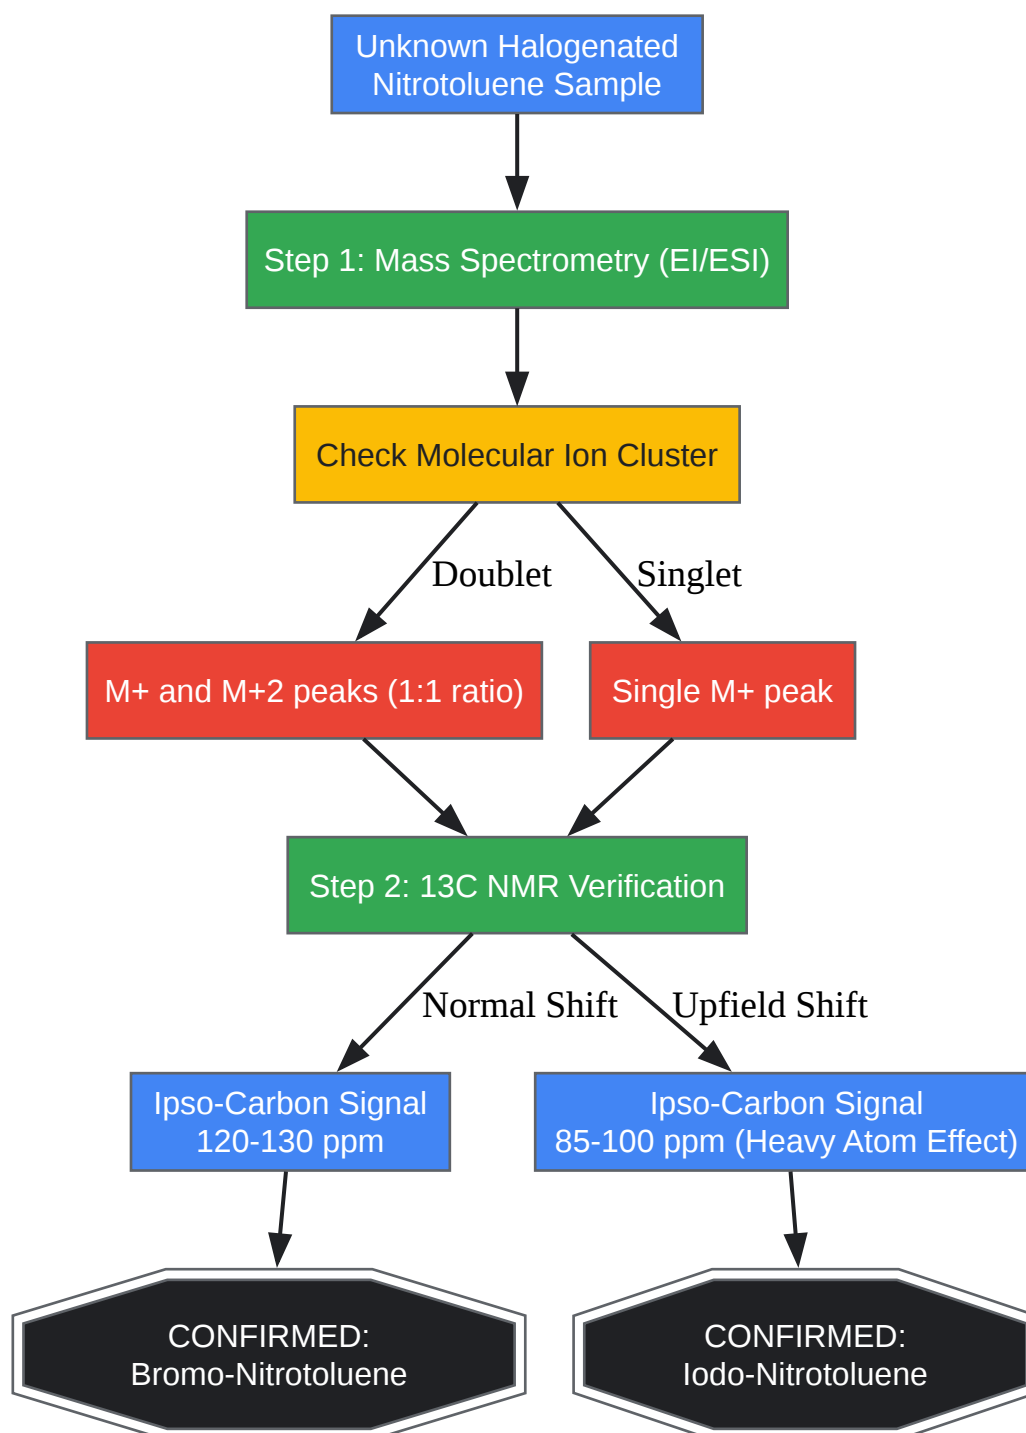 Unknown Halogenated
Nitrotoluene Sample
Step 1: Mass Spectrometry (EI/ESI)
Check Molecular Ion Cluster
Doublet
Singlet
M+ and M+2 peaks (1:1 ratio)
Single M+ peak
Step 2: 13C NMR Verification
Normal Shift
Upfield Shift
Ipso-Carbon Signal
120-130 ppm
Ipso-Carbon Signal
85-100 ppm (Heavy Atom Effect)
CONFIRMED:
Bromo-Nitrotoluene
CONFIRMED:
Iodo-Nitrotoluene